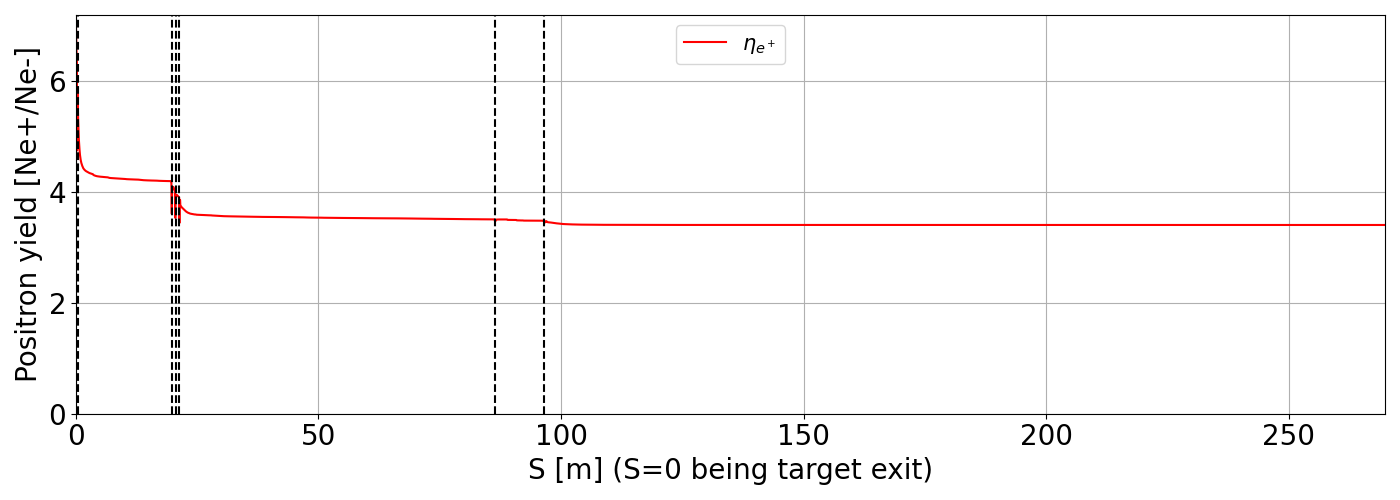 Positron yield [Ne+/Ne-]
6
4
2
0
η_{e^+}
0 50 100 150 200 250
S [m] (S=0 being target exit)